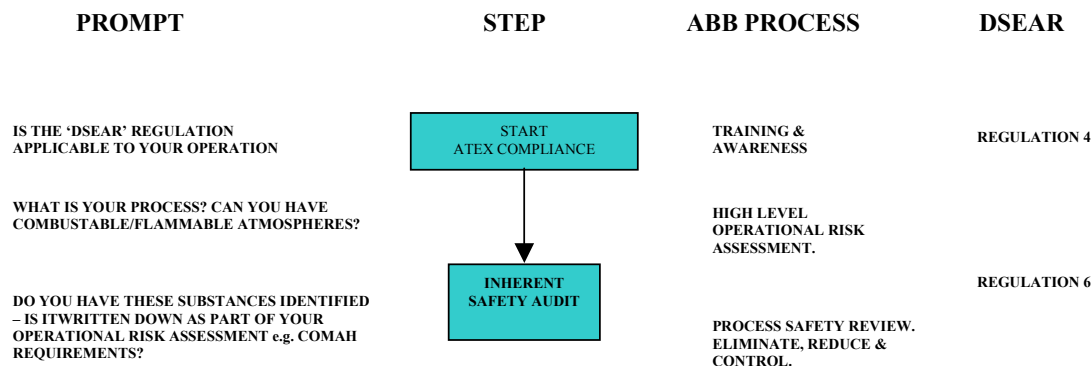 PROMPT STEP ABB PROCESS DSEAR
IS THE ‘DSEAR’ REGULATION
APPLICABLE TO YOUR OPERATION
START
ATEX COMPLIANCE
TRAINING &
AWARENESS
REGULATION 4
WHAT IS YOUR PROCESS? CAN YOU HAVE
COMBUSTABLE/FLAMMABLE ATMOSPHERES?
HIGH LEVEL
OPERATIONAL RISK
ASSESSMENT.
INHERENT
SAFETY AUDIT
REGULATION 6
DO YOU HAVE THESE SUBSTANCES IDENTIFIED
– IS ITWRITTEN DOWN AS PART OF YOUR
OPERATIONAL RISK ASSESSMENT e.g. COMAH
REQUIREMENTS?
PROCESS SAFETY REVIEW.
ELIMINATE, REDUCE &
CONTROL.